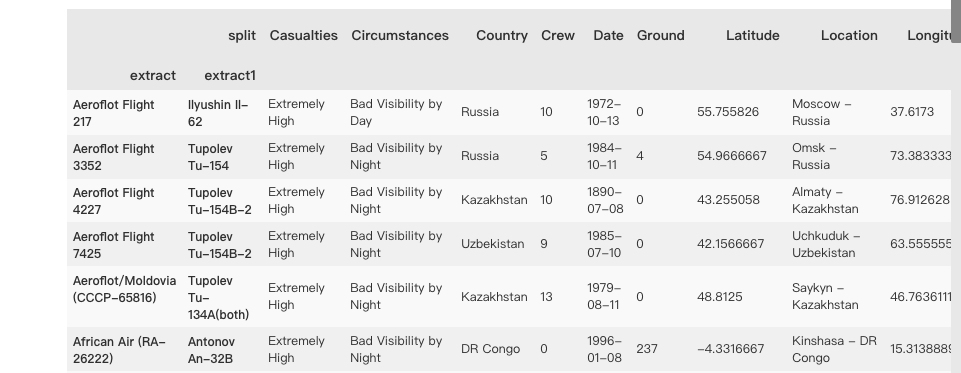 split Casualties Circumstances Country Crew Date Ground Latitude Location Longitu
extract extract1
Aeroflot Flight Ilyushin Il– Extremely Bad Visibility by Russia 10 1972– 0 55.755826 Moscow – 37.6173
217 62 High Day 10–13 Russia
Aeroflot Flight Tupolev Extremely Bad Visibility by Russia 5 1984– 4 54.9666667 Omsk – 73.383333
3352 Tu–154 High Night 10–11 Russia
Aeroflot Flight Tupolev Extremely Bad Visibility by Kazakhstan 10 1890– 0 43.255058 Almaty – 76.912628
4227 Tu–154B–2 High Night 07–08 Kazakhstan
Aeroflot Flight Tupolev Extremely Bad Visibility by Uzbekistan 9 1985– 0 42.1566667 Uchkuduk – 63.555555
7425 Tu–154B–2 High Night 07–10 Uzbekistan
Aeroflot/Moldovia Tupolev Extremely Bad Visibility by Kazakhstan 13 1979– 0 48.8125 Saykyn – 46.7636111
(CCCP–65816) Tu– High Night 08–11 Kazakhstan
134A(both)
African Air (RA– Antonov Extremely Bad Visibility by DR Congo 0 1996– 237 –4.3316667 Kinshasa – DR 15.3138889
26222) An–32B High Night 01–08 Congo